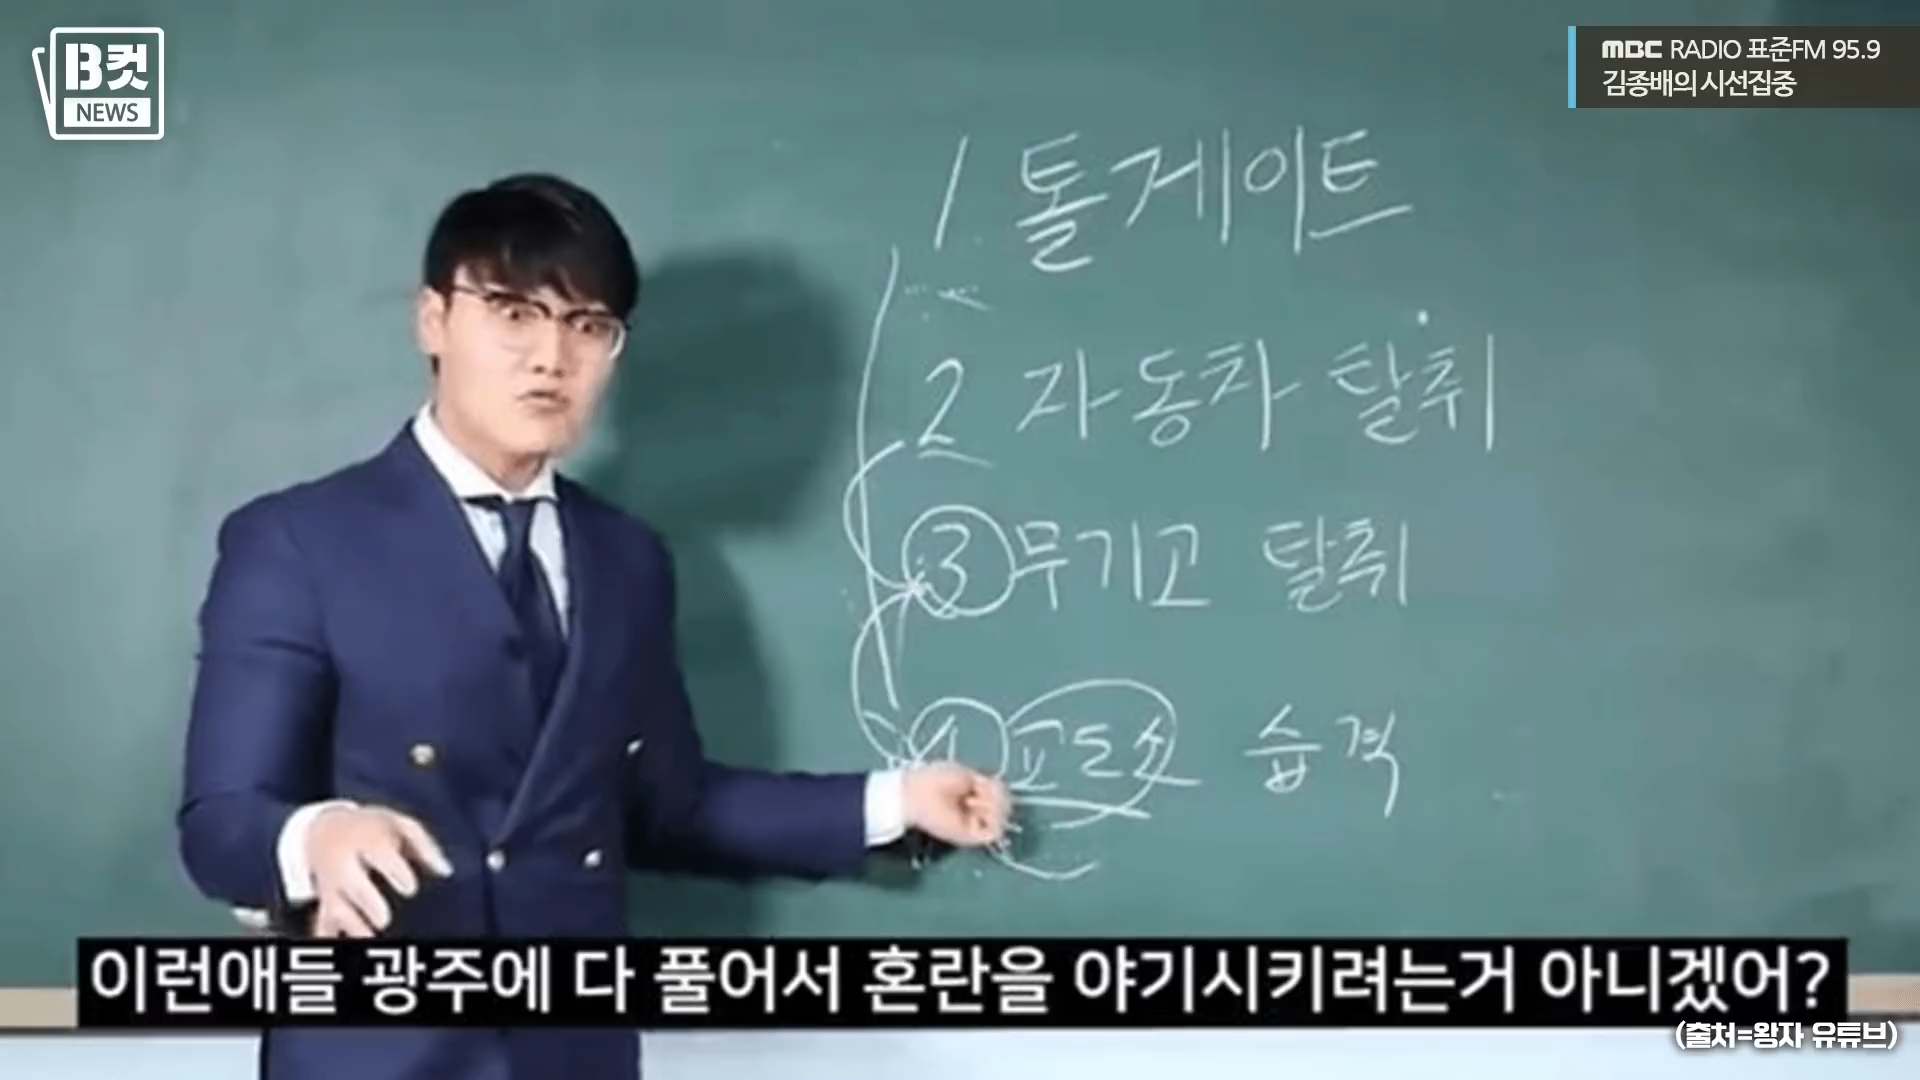 B컷
NEWS
MBC RADIO 표준FM 95.9
김종배의 시선집중
1. 톨게이트
2 자동차 탈취
③ 무기고 탈취
④ 교도소 습격
이런애들 광주에 다 풀어서 혼란을 야기시키려는거 아니겠어?
(출처=왕자 유튜브)